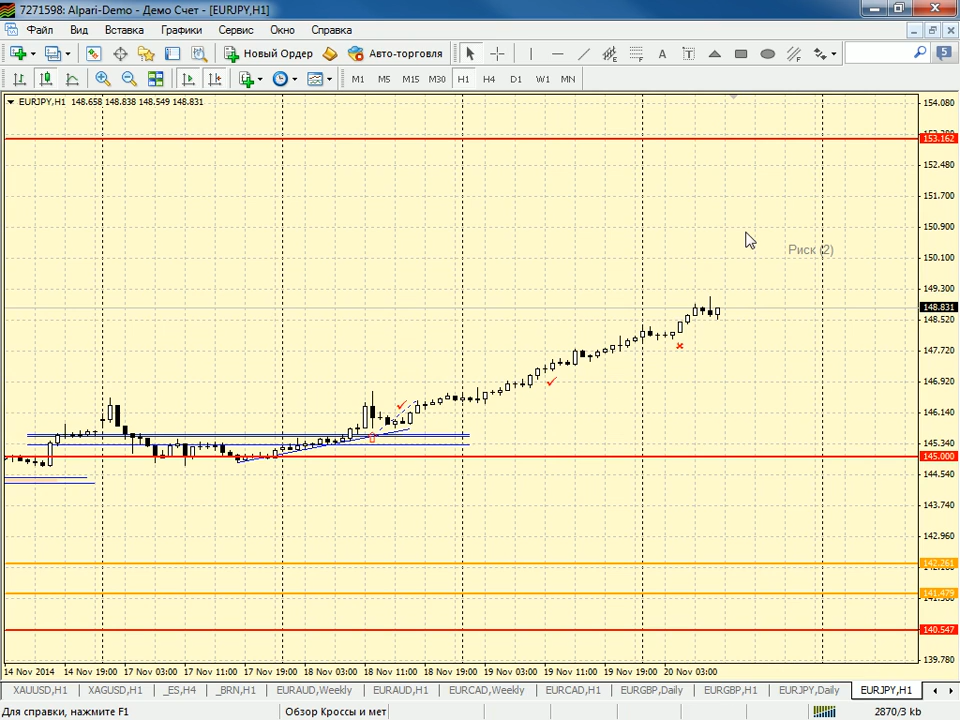 7271598: Alpari-Demo - Демо Счет - [EURJPY,H1]
Файл Вид Вставка Графики Сервис Окно Справка
Новый Ордер Авто-торговля A T 5
M1 M5 M15 M30 H1 H4 D1 W1 MN
EURJPY,H1 148.658 148.838 148.549 148.831
154.080
153.162
152.480
151.700
150.900
Риск (2)
150.100
149.300
148.831
148.520
147.720
146.920
146.140
145.340
145.000
144.540
143.740
142.960
142.261
141.479
140.547
139.780
14 Nov 2014 14 Nov 19:00 17 Nov 03:00 17 Nov 11:00 17 Nov 19:00 18 Nov 03:00 18 Nov 11:00 18 Nov 19:00 19 Nov 03:00 19 Nov 11:00 19 Nov 19:00 20 Nov 03:00
XAUUSD,H1 XAGUSD,H1 _ES,H4 _BRN,H1 EURAUD,Weekly EURAUD,H1 EURCAD,Weekly EURCAD,H1 EURGBP,Daily EURGBP,H1 EURJPY,Daily EURJPY,H1
Для справки, нажмите F1 Обзор Кроссы и мет 2870/3 kb